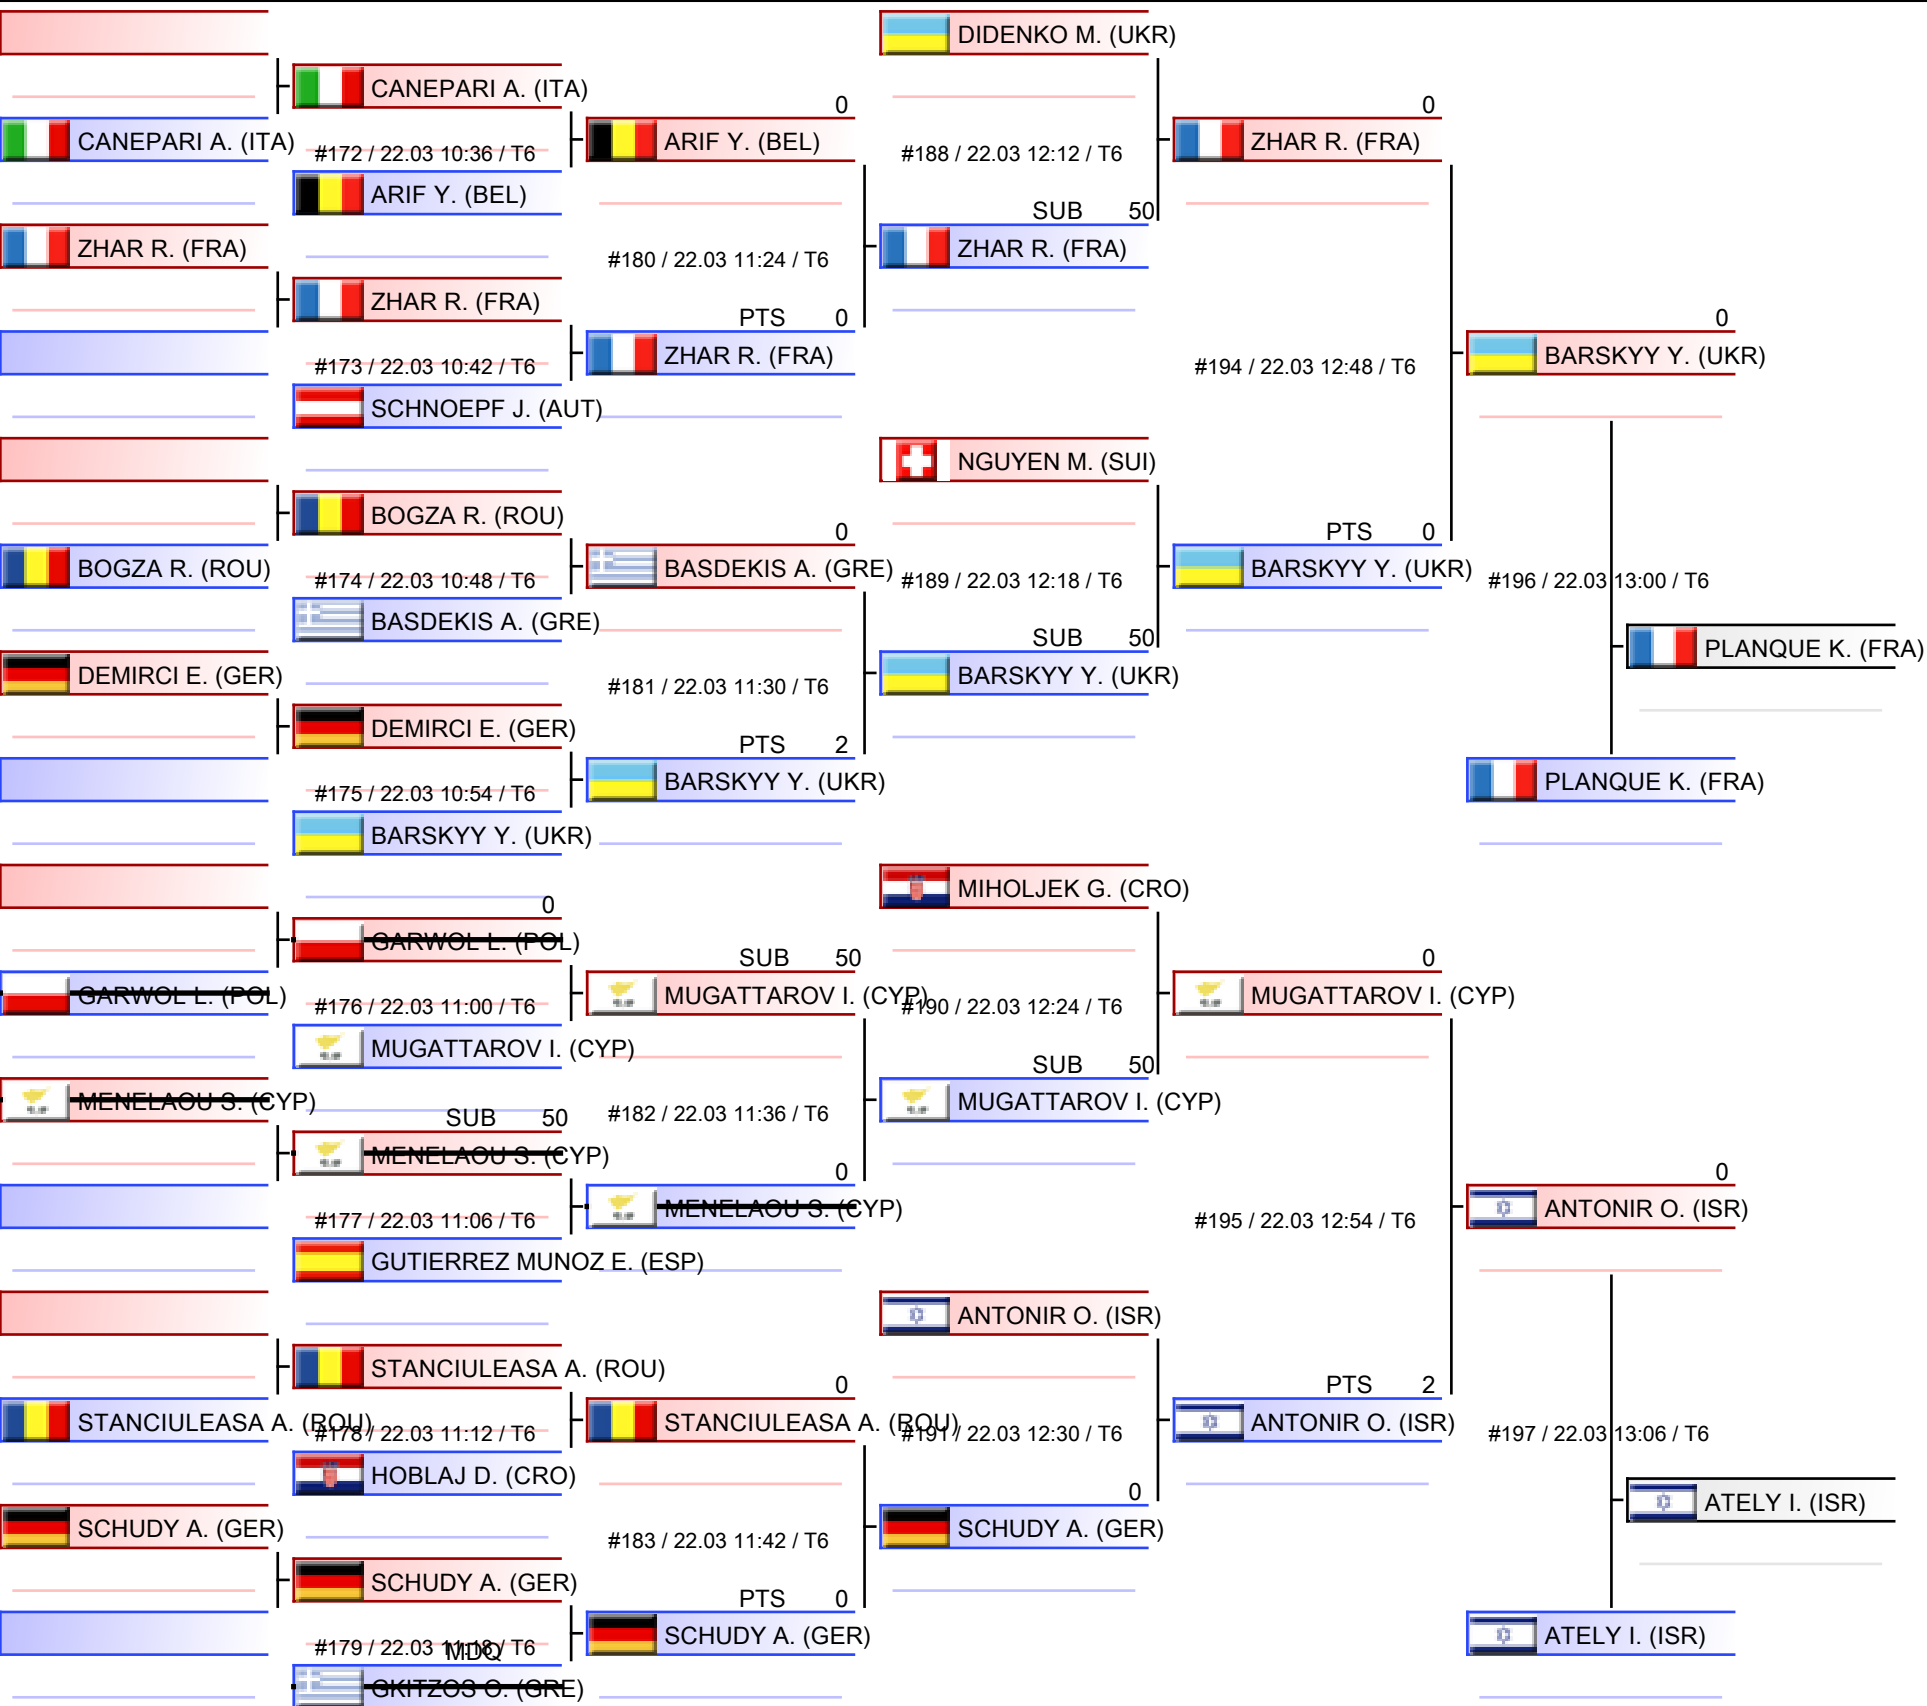 DIDENKO M. (UKR)
CANEPARI A. (ITA)
0
0
CANEPARI A. (ITA)
#172 / 22.03 10:36 / T6
ARIF Y. (BEL)
#188 / 22.03 12:12 / T6
ZHAR R. (FRA)
ARIF Y. (BEL)
SUB 50
ZHAR R. (FRA)
#180 / 22.03 11:24 / T6
ZHAR R. (FRA)
ZHAR R. (FRA)
PTS 0
0
#173 / 22.03 10:42 / T6
ZHAR R. (FRA)
#194 / 22.03 12:48 / T6
BARSKYY Y. (UKR)
SCHNOEPF J. (AUT)
NGUYEN M. (SUI)
BOGZA R. (ROU)
0
PTS 0
BOGZA R. (ROU)
#174 / 22.03 10:48 / T6
BASDEKIS A. (GRE)
#189 / 22.03 12:18 / T6
BARSKYY Y. (UKR)
#196 / 22.03 13:00 / T6
BASDEKIS A. (GRE)
SUB 50
PLANQUE K. (FRA)
DEMIRCI E. (GER)
#181 / 22.03 11:30 / T6
BARSKYY Y. (UKR)
DEMIRCI E. (GER)
PTS 2
#175 / 22.03 10:54 / T6
BARSKYY Y. (UKR)
PLANQUE K. (FRA)
BARSKYY Y. (UKR)
MIHOLJEK G. (CRO)
0
GARWOL L. (POL)
SUB 50
0
GARWOL L. (POL)
#176 / 22.03 11:00 / T6
MUGATTAROV I. (CYP)
#190 / 22.03 12:24 / T6
MUGATTAROV I. (CYP)
MUGATTAROV I. (CYP)
SUB 50
MENELAOU S. (CYP)
SUB 50
#182 / 22.03 11:36 / T6
MUGATTAROV I. (CYP)
MENELAOU S. (CYP)
0
0
#177 / 22.03 11:06 / T6
MENELAOU S. (CYP)
#195 / 22.03 12:54 / T6
ANTONIR O. (ISR)
GUTIERREZ MUNOZ E. (ESP)
ANTONIR O. (ISR)
STANCIULEASA A. (ROU)
0
PTS 2
STANCIULEASA A. (ROU)
#178 / 22.03 11:12 / T6
STANCIULEASA A. (ROU)
#191 / 22.03 12:30 / T6
ANTONIR O. (ISR)
#197 / 22.03 13:06 / T6
HOBLAJ D. (CRO)
0
ATELY I. (ISR)
SCHUDY A. (GER)
#183 / 22.03 11:42 / T6
SCHUDY A. (GER)
SCHUDY A. (GER)
PTS 0
#179 / 22.03 11:18 / T6
MDQ
SCHUDY A. (GER)
ATELY I. (ISR)
GKITZOS O. (GRE)